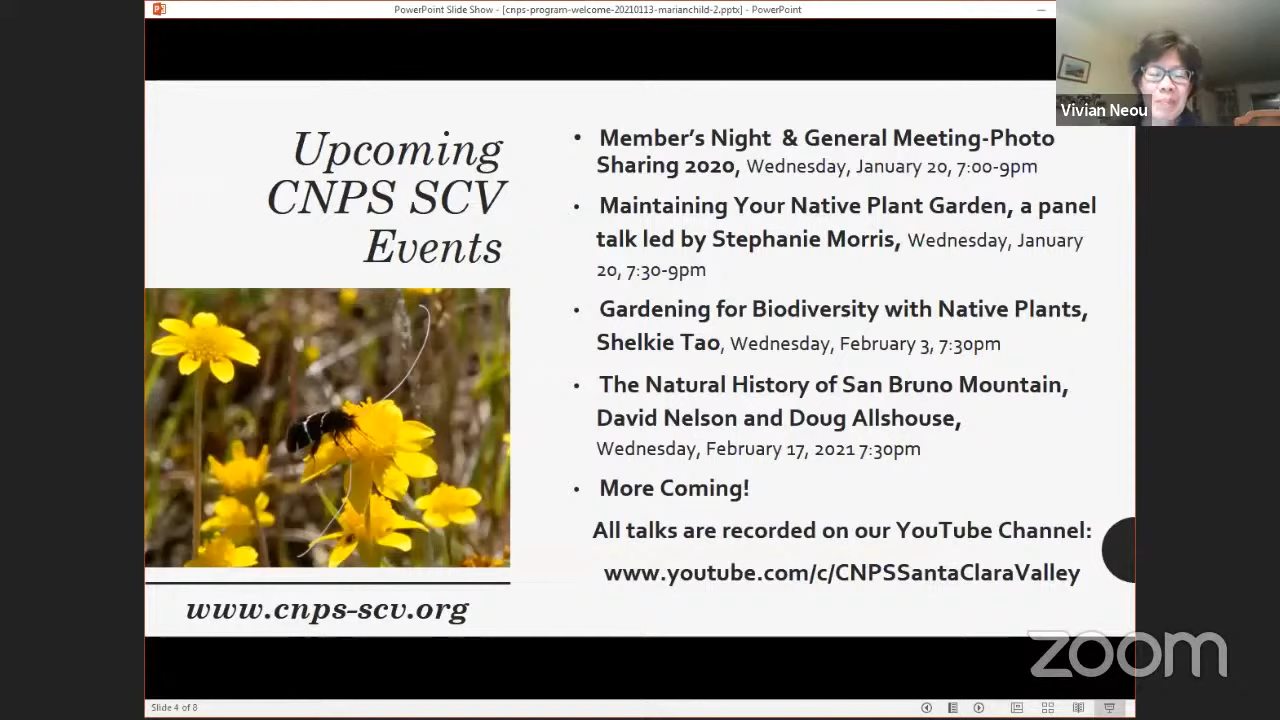 PowerPoint Slide Show - [cnps-program-welcome-20210113-marianchild-2.pptx] - PowerPoint
Vivian Neou
Upcoming
CNPS SCV
Events
• Member's Night & General Meeting-Photo
Sharing 2020, Wednesday, January 20, 7:00-9pm
• Maintaining Your Native Plant Garden, a panel
talk led by Stephanie Morris, Wednesday, January
20, 7:30-9pm
• Gardening for Biodiversity with Native Plants,
Shelkie Tao, Wednesday, February 3, 7:30pm
• The Natural History of San Bruno Mountain,
David Nelson and Doug Allshouse,
Wednesday, February 17, 2021 7:30pm
• More Coming!
All talks are recorded on our YouTube Channel:
www.youtube.com/c/CNPSSantaClaraValley
www.cnps-scv.org
zoom
Slide 4 of 8